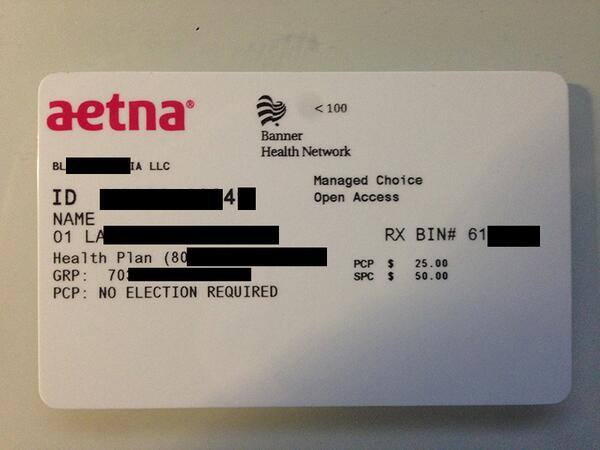 aetna®
< 100
Banner
Health Network
BL IA LLC
Managed Choice
Open Access
ID 4
NAME
01 LA
RX BIN# 61
Health Plan (80
PCP $ 25.00
GRP: 70
SPC $ 50.00
PCP: NO ELECTION REQUIRED